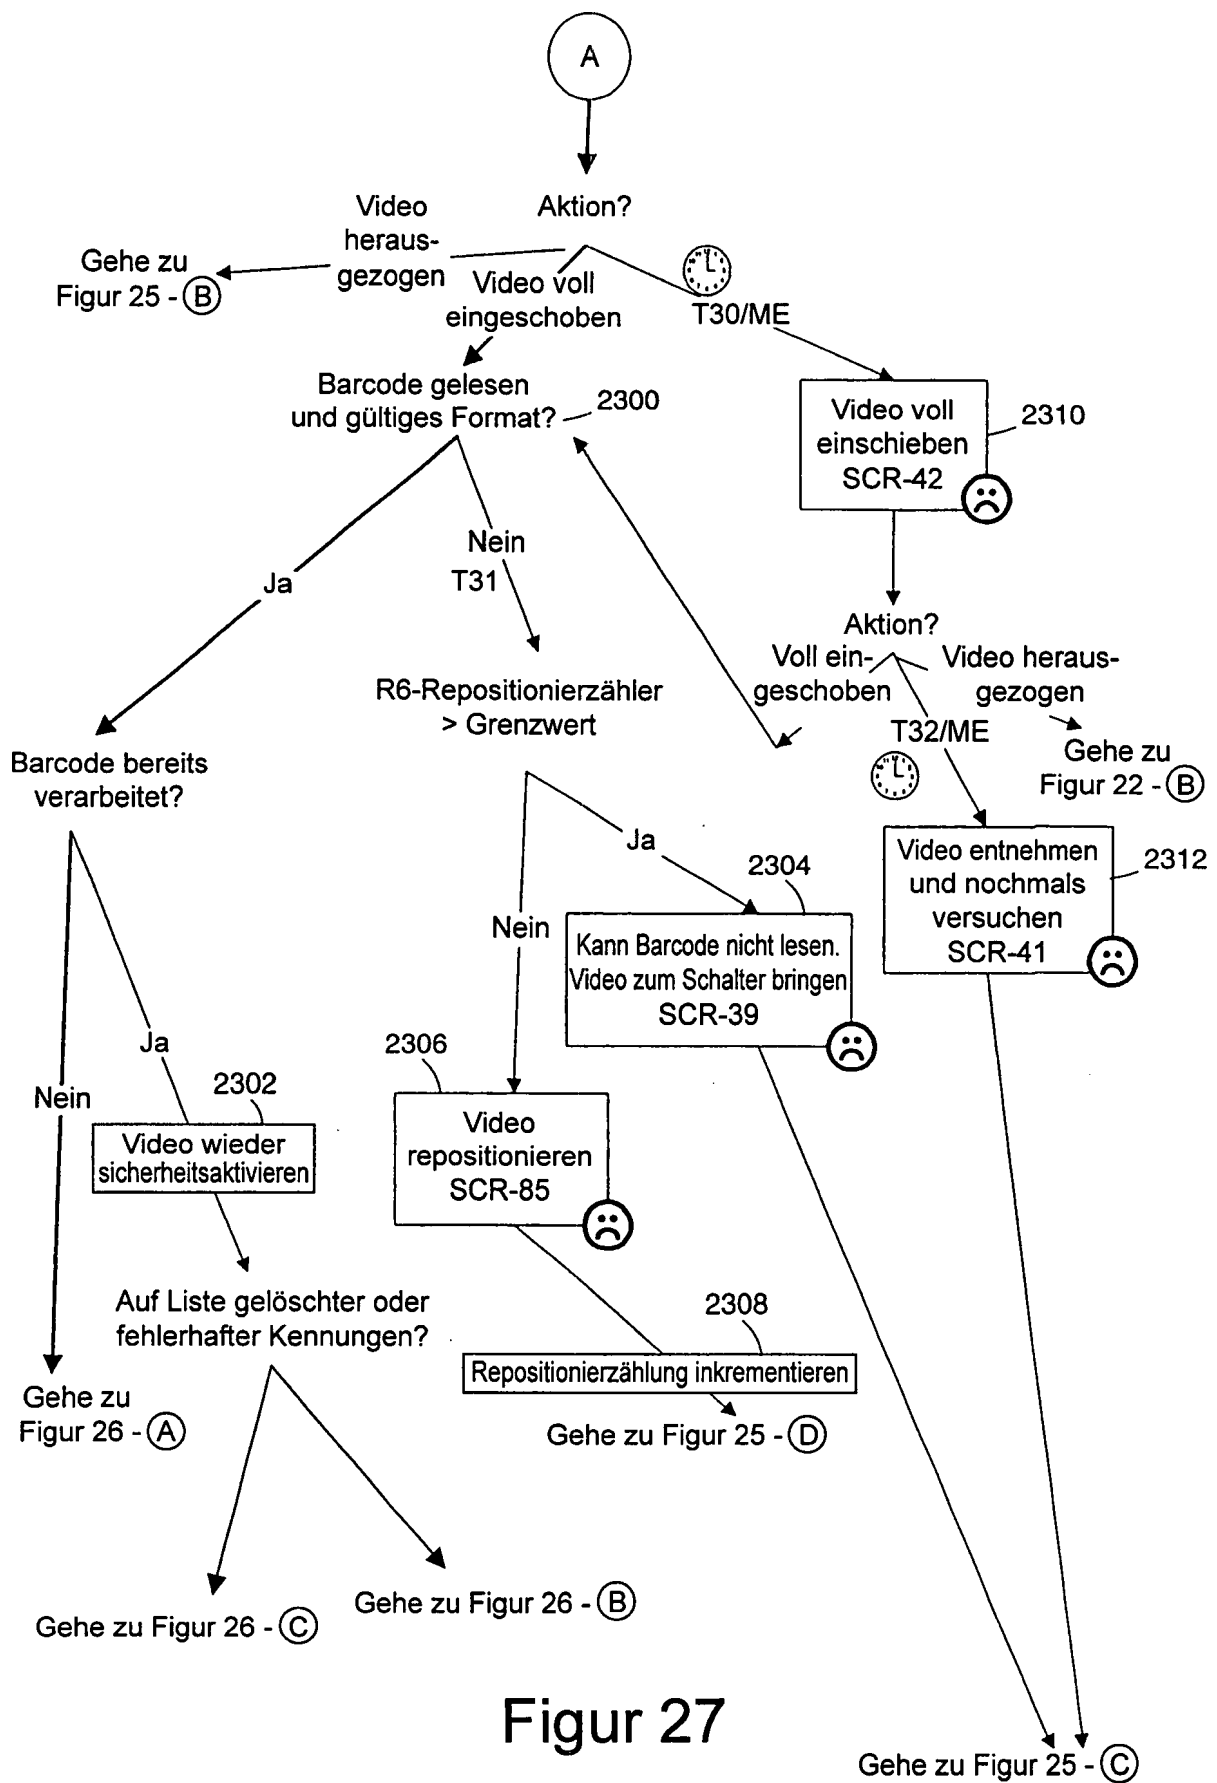 A
Aktion?
Video
heraus-
gezogen
Gehe zu
Figur 25 - B
Video voll
eingeschoben
T30/ME
Barcode gelesen
und gültiges Format?
2300
Video voll
einschieben
SCR-42
2310
Ja
Nein
T31
Aktion?
Voll ein-
geschoben
Video heraus-
gezogen
T32/ME
Gehe zu
Figur 22 - B
R6-Repositionierzähler
> Grenzwert
Barcode bereits
verarbeitet?
Ja
Nein
2304
Kann Barcode nicht lesen.
Video zum Schalter bringen
SCR-39
Video entnehmen
und nochmals
versuchen
SCR-41
2312
Ja
Nein
2302
Video wieder
sicherheitsaktivieren
2306
Video
repositionieren
SCR-85
Auf Liste gelöschter oder
fehlerhafter Kennungen?
2308
Repositionierzählung inkrementieren
Gehe zu
Figur 26 - A
Gehe zu Figur 25 - D
Gehe zu Figur 26 - C
Gehe zu Figur 26 - B
Figur 27
Gehe zu Figur 25 - C